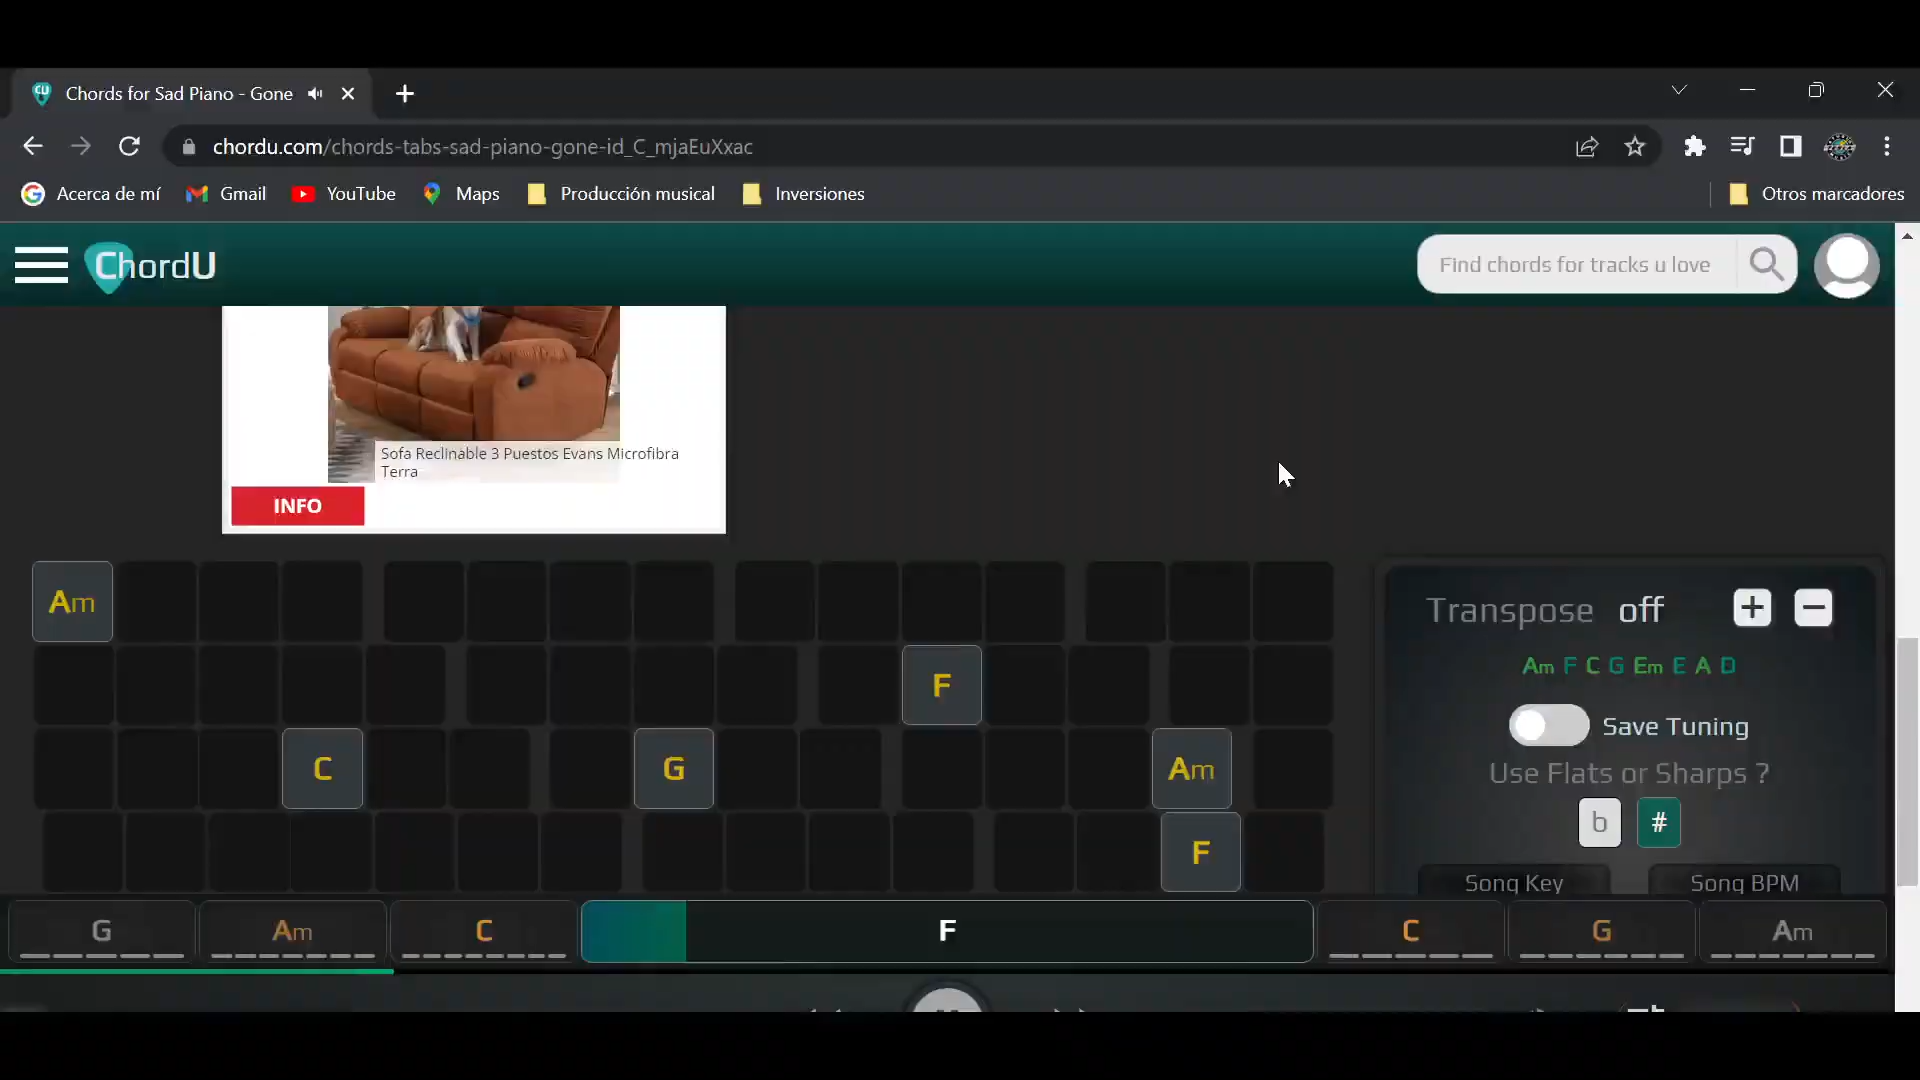 Chords for Sad Piano - Gone
chordu.com/chords-tabs-sad-piano-gone-id_C_mjaEuXxac
Acerca de mí Gmail YouTube Maps Producción musical Inversiones Otros marcadores
ChordU Find chords for tracks u love
Sofa Reclinable 3 Puestos Evans Microfibra
Terra
INFO
Am
F
C G Am
F
Transpose off + −
Am F C G Em E A D
Save Tuning
Use Flats or Sharps ?
b #
Song Key Song BPM
G Am C F C G Am